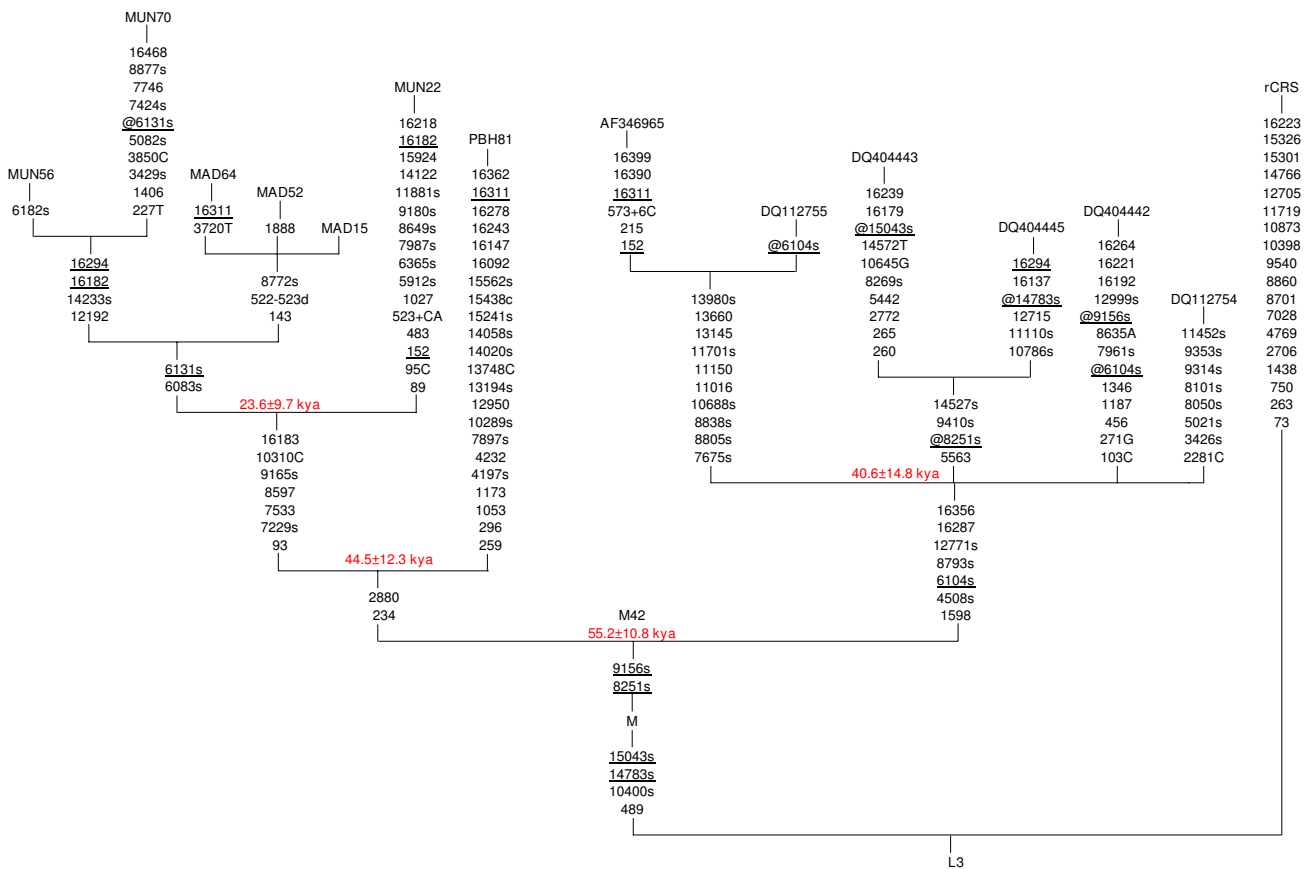 MUN70
16468
8877s
7746
7424s
@6131s
5082s
3850C
3429s
1406
227T
MUN56
6182s
16294
16182
14233s
12192
MAD64
16311
3720T
MAD52
1888
MAD15
8772s
522-523d
143
6131s
6083s
MUN22
16218
16182
15924
14122
11881s
9180s
8649s
7987s
6365s
5912s
1027
523+CA
483
152
95C
89
23.6±9.7 kya
16183
10310C
9165s
8597
7533
7229s
93
PBH81
16362
16311
16278
16243
16147
16092
15562s
15438c
15241s
14058s
14020s
13748C
13194s
12950
10289s
7897s
4232
4197s
1173
1053
296
259
44.5±12.3 kya
2880
234
AF346965
16399
16390
16311
573+6C
215
152
DQ112755
@6104s
13980s
13660
13145
11701s
11150
11016
10688s
8838s
8805s
7675s
DQ404443
16239
16179
@15043s
14572T
10645G
8269s
5442
2772
265
260
DQ404445
16294
16137
@14783s
12715
11110s
10786s
14527s
9410s
@8251s
5563
DQ404442
16264
16221
16192
12999s
@9156s
8635A
7961s
@6104s
1346
1187
456
271G
103C
DQ112754
11452s
9353s
9314s
8101s
8050s
5021s
3426s
2281C
40.6±14.8 kya
16356
16287
12771s
8793s
6104s
4508s
1598
M42
55.2±10.8 kya
9156s
8251s
M
15043s
14783s
10400s
489
rCRS
16223
15326
15301
14766
12705
11719
10873
10398
9540
8860
8701
7028
4769
2706
1438
750
263
73
L3